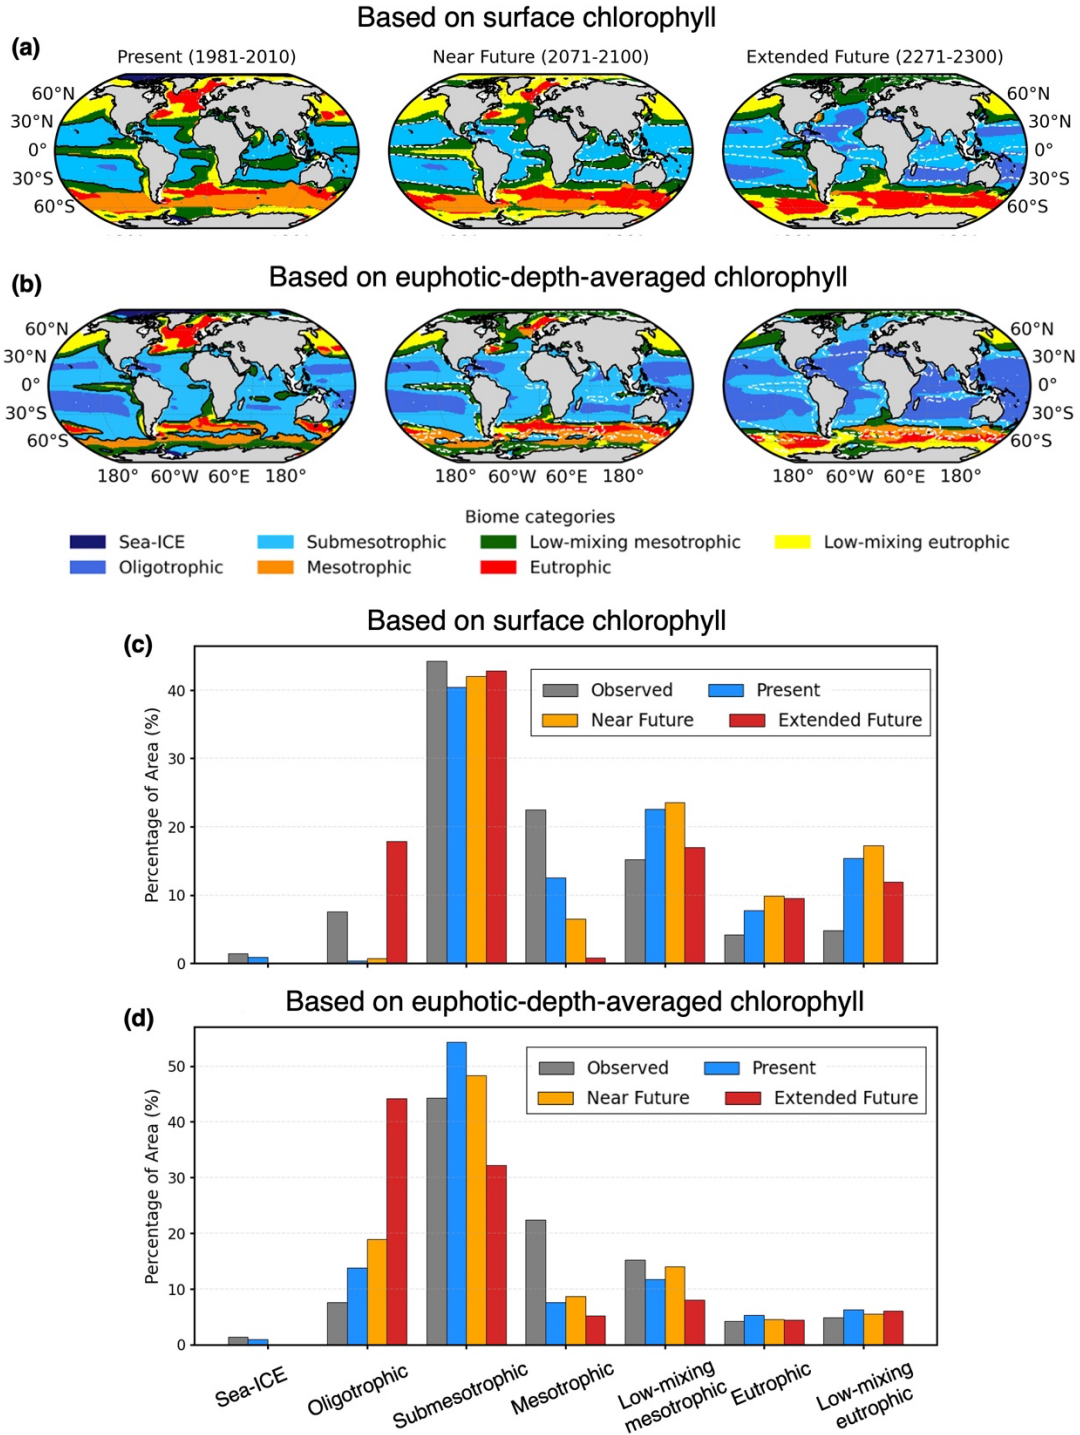 Based on surface chlorophyll
(a)
Present (1981-2010)
Near Future (2071-2100)
Extended Future (2271-2300)
60°N
30°N
0°
30°S
60°S
60°N
30°N
0°
30°S
60°S
Based on euphotic-depth-averaged chlorophyll
(b)
60°N
30°N
0°
30°S
60°S
60°N
30°N
0°
30°S
60°S
180° 60°W 60°E 180°
180° 60°W 60°E 180°
180° 60°W 60°E 180°
Biome categories
Sea-ICE
Submesotrophic
Low-mixing mesotrophic
Low-mixing eutrophic
Oligotrophic
Mesotrophic
Eutrophic
Based on surface chlorophyll
(c)
Percentage of Area (%)
40
30
20
10
0
Observed
Present
Near Future
Extended Future
Based on euphotic-depth-averaged chlorophyll
(d)
Percentage of Area (%)
50
40
30
20
10
0
Observed
Present
Near Future
Extended Future
Sea-ICE
Oligotrophic
Submesotrophic
Mesotrophic
Low-mixing
mesotrophic
Eutrophic
Low-mixing
eutrophic